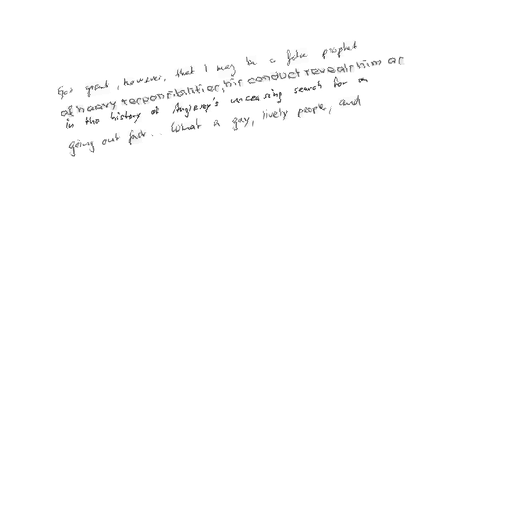 God grant, however, that I may be a false prophet
of heavy responsibilities, his conduct reveals him as
in the history of Anglesey's unceasing search for an
going out fast... What a gay, lively people, and